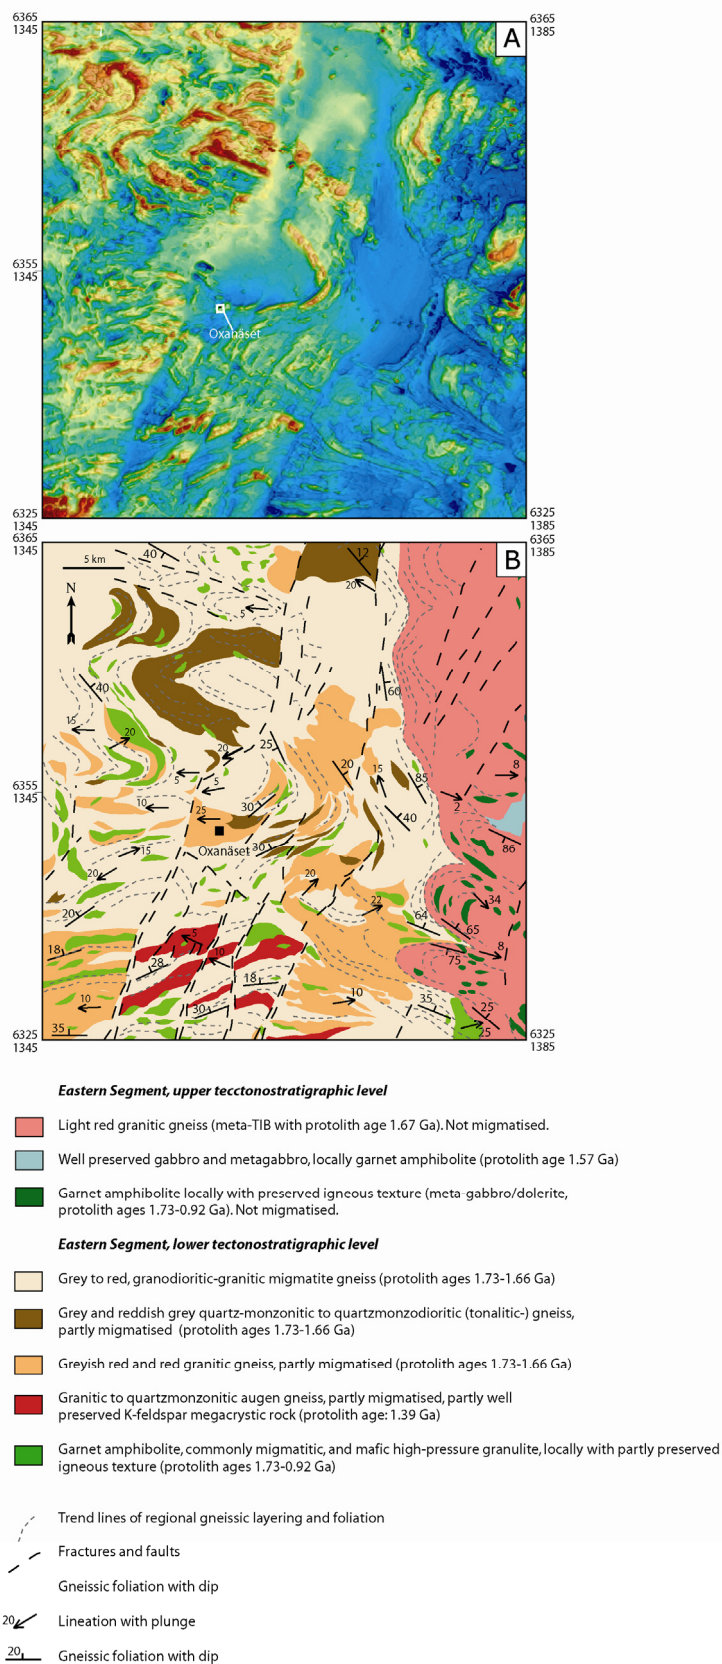 6365
1345
A
6365
1385
6355
1345
Oxanäset
6325
1345
6325
1385
6365
1345
B
6365
1385
5 km
N
40
12
20
5
40
60
15
20
20
25
5
5
20
15
85
8
2
10
25
30
40
6355
1345
Oxanäset
30
86
15
20
20
22
34
20
64
65
18
5
28
10
18
75
8
10
30
10
35
25
25
35
6325
1345
6325
1385
Eastern Segment, upper tecctonostratigraphic level
Light red granitic gneiss (meta-TIB with protolith age 1.67 Ga). Not migmatised.
Well preserved gabbro and metagabbro, locally garnet amphibolite (protolith age 1.57 Ga)
Garnet amphibolite locally with preserved igneous texture (meta-gabbro/dolerite,
protolith ages 1.73-0.92 Ga). Not migmatised.
Eastern Segment, lower tectonostratigraphic level
Grey to red, granodioritic-granitic migmatite gneiss (protolith ages 1.73-1.66 Ga)
Grey and reddish grey quartz-monzonitic to quartzmonzodioritic (tonalitic-) gneiss,
partly migmatised (protolith ages 1.73-1.66 Ga)
Greyish red and red granitic gneiss, partly migmatised (protolith ages 1.73-1.66 Ga)
Granitic to quartzmonzonitic augen gneiss, partly migmatised, partly well
preserved K-feldspar megacrystic rock (protolith age: 1.39 Ga)
Garnet amphibolite, commonly migmatitic, and mafic high-pressure granulite, locally with partly preserved
igneous texture (protolith ages 1.73-0.92 Ga)
Trend lines of regional gneissic layering and foliation
Fractures and faults
Gneissic foliation with dip
20
Lineation with plunge
20
Gneissic foliation with dip